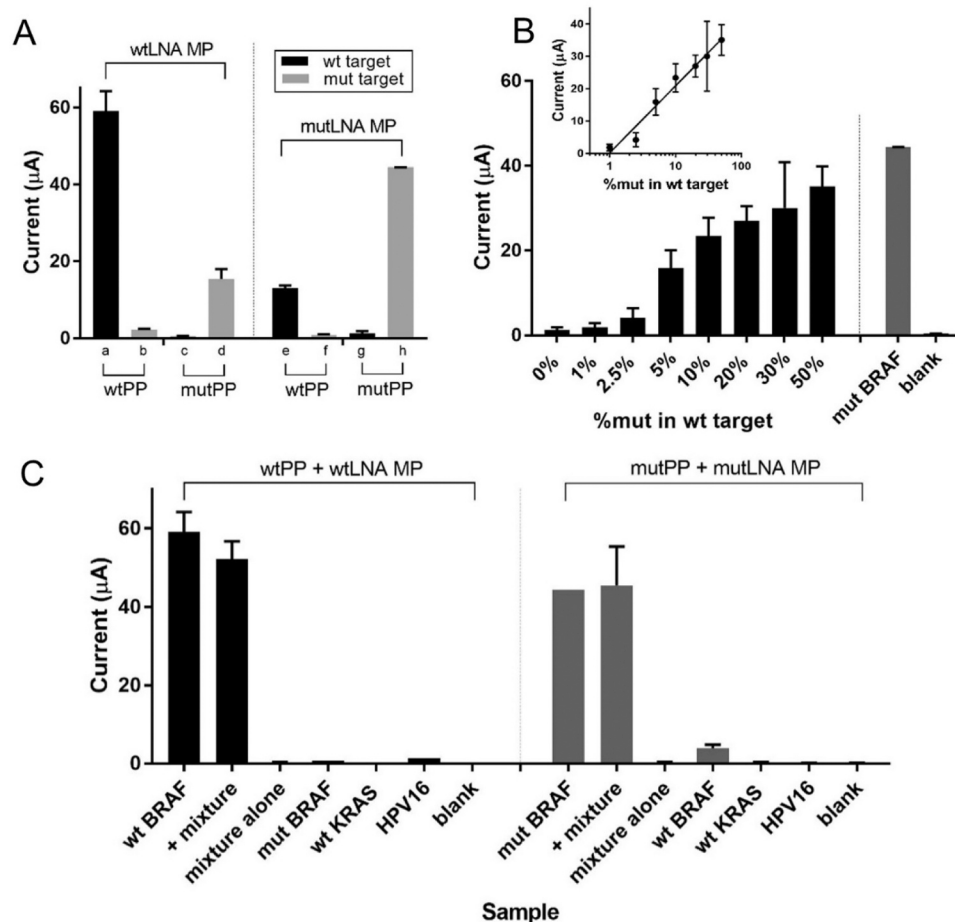 A
wtLNA MP
wt target
mut target
mutLNA MP
Current (µA)
60
40
20
0
a b c d e f g h
wtPP mutPP wtPP mutPP
B
Current (µA)
40
30
20
10
0
1 10 100
%mut in wt target
Current (µA)
60
40
20
0
0% 1% 2.5% 5% 10% 20% 30% 50% mut BRAF blank
%mut in wt target
C
wtPP + wtLNA MP mutPP + mutLNA MP
Current (µA)
60
40
20
0
wt BRAF + mixture mixture alone mut BRAF wt KRAS HPV16 blank mut BRAF + mixture mixture alone wt BRAF wt KRAS HPV16 blank
Sample